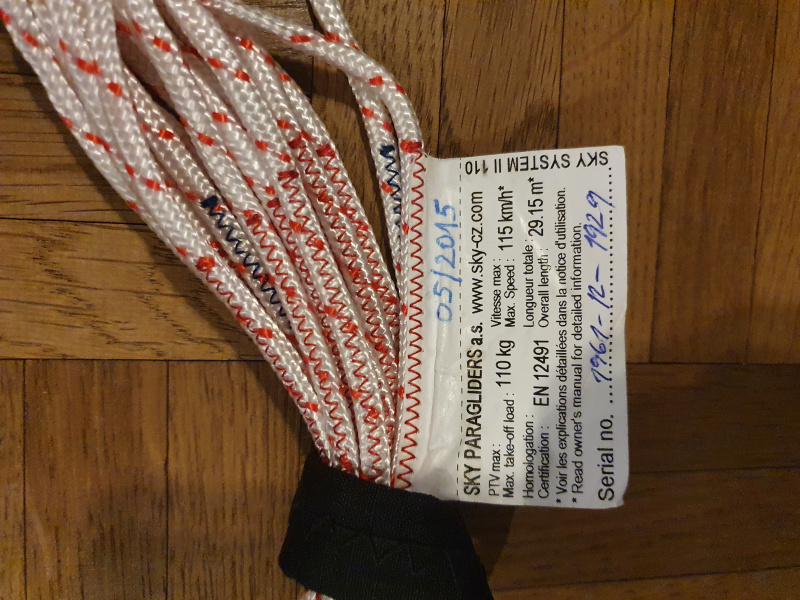 SKY SYSTEM II 110
05/2015
SKY PARAGLIDERS a.s. www.sky-cz.com
PTV max : Vitesse max :
Max. take-off load : 110 kg Max. Speed : 115 km/h*
Homologation : Longueur totale :
Certification : EN 12491 Overall length : 29.15 m*
* Voir les explications détaillées dans la notice d'utilisation.
* Read owner's manual for detailed information.
Serial no. ...1961-12-1929......